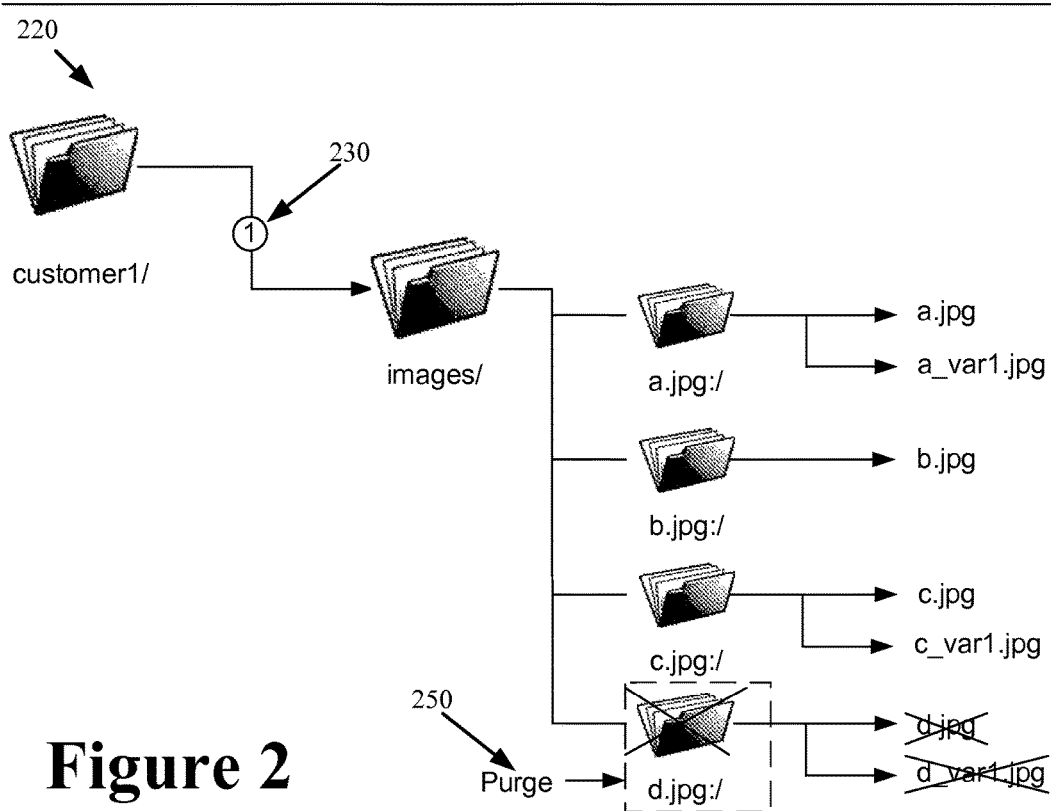 220
230
1
customer1/
images/
a.jpg:/
a.jpg
a_var1.jpg
b.jpg:/
b.jpg
c.jpg:/
c.jpg
c_var1.jpg
250
Purge
d.jpg:/
d.jpg
d_var1.jpg
Figure 2